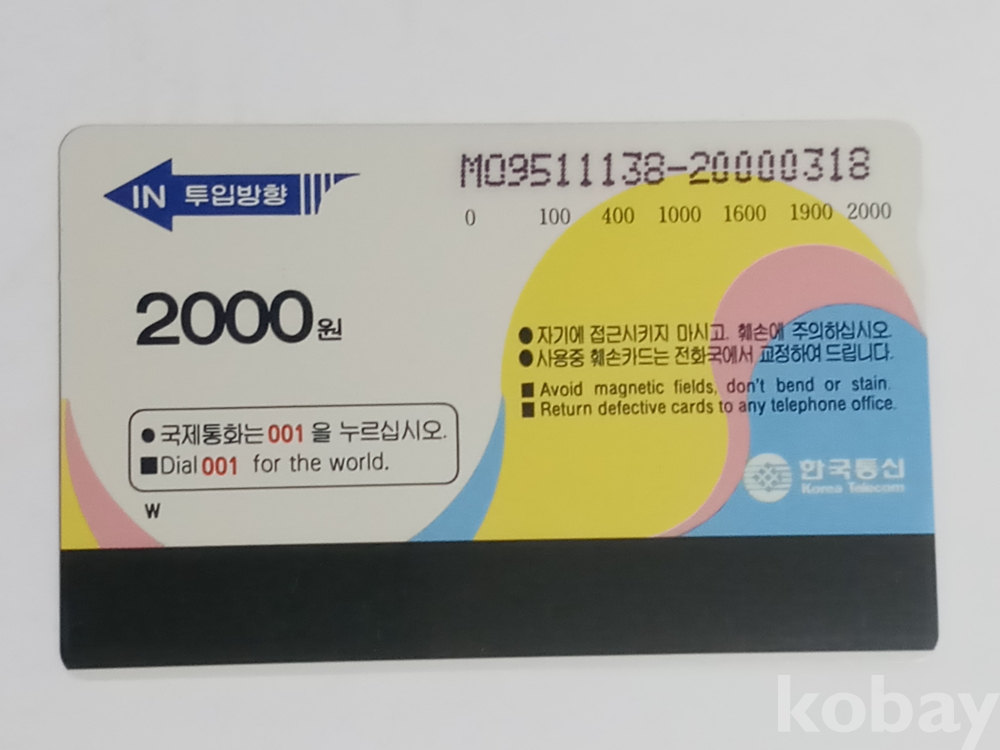 IN 투입방향
MO9511138-20000318
0 100 400 1000 1600 1900 2000
2000원
● 자기에 접근시키지 마시고, 훼손에 주의하십시오.
● 사용중 훼손카드는 전화국에서 교정하여 드립니다.
■ Avoid magnetic fields, don't bend or stain.
■ Return defective cards to any telephone office.
● 국제통화는 001 을 누르십시오.
■ Dial 001 for the world.
W
한국통신
Korea Telecom
kobay